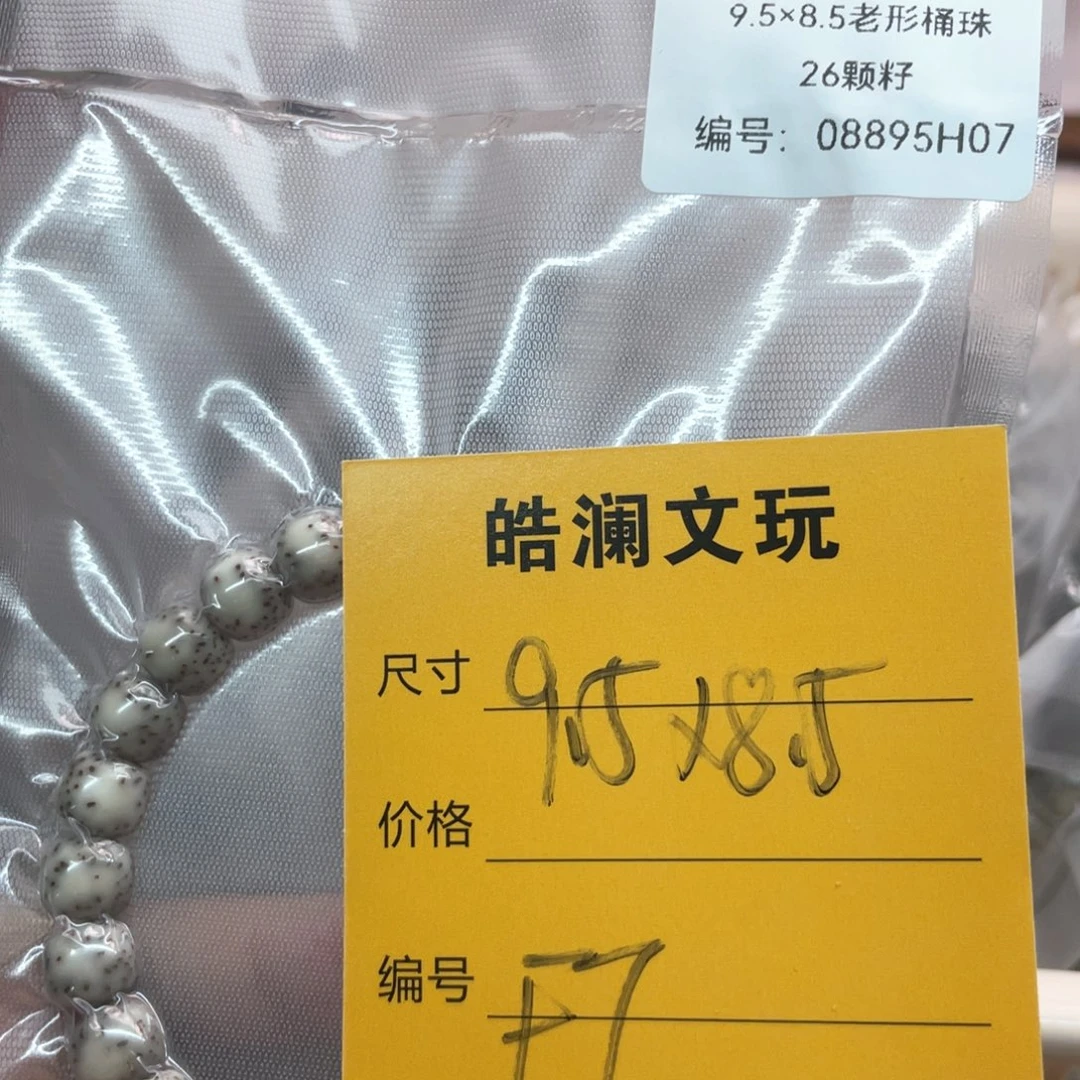 9.5×8.5老形桶珠
26颗籽
编号：08895H07
皓澜文玩
尺寸 9.5×8.5
价格
编号 F7